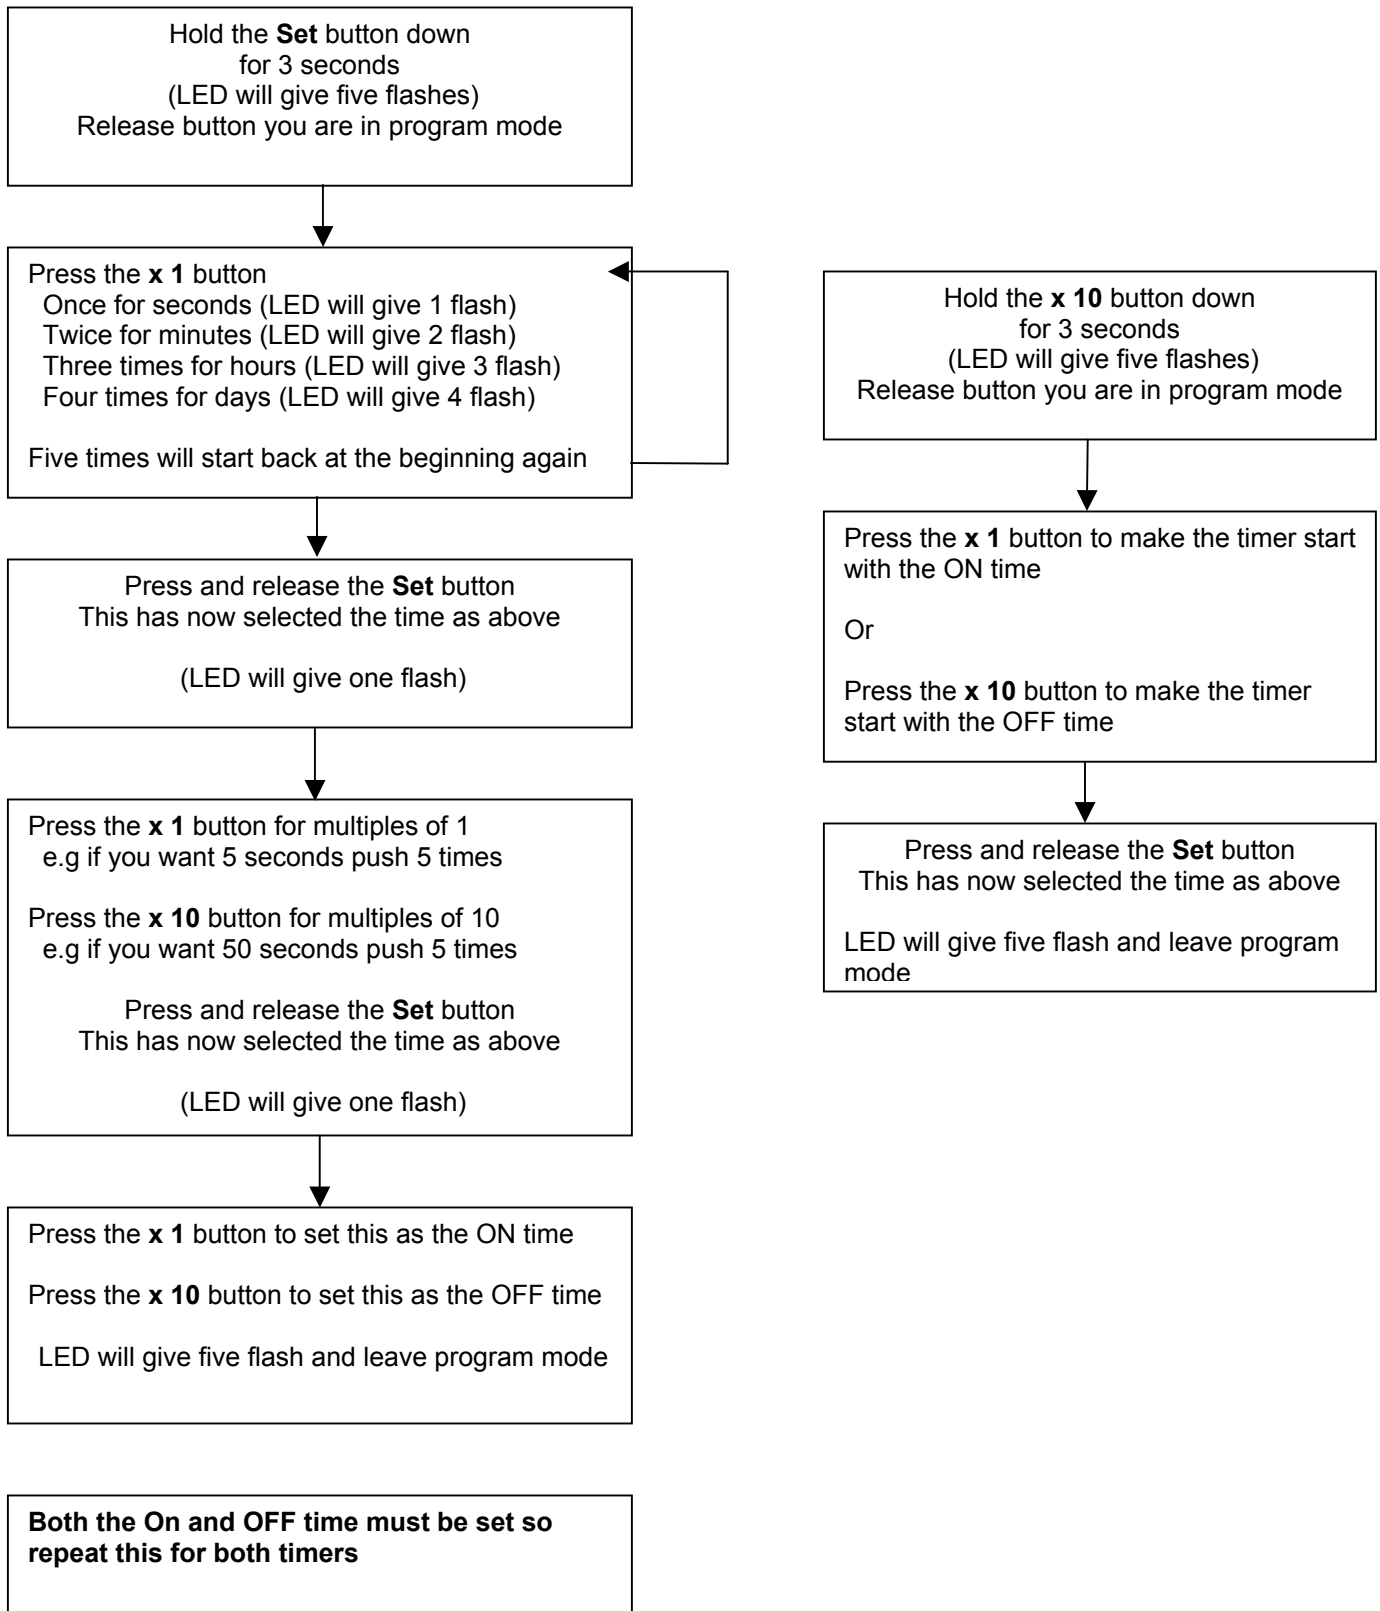 Hold the Set button down
for 3 seconds
(LED will give five flashes)
Release button you are in program mode
Press the x 1 button
Once for seconds (LED will give 1 flash)
Twice for minutes (LED will give 2 flash)
Three times for hours (LED will give 3 flash)
Four times for days (LED will give 4 flash)
Five times will start back at the beginning again
Press and release the Set button
This has now selected the time as above
(LED will give one flash)
Press the x 1 button for multiples of 1
e.g if you want 5 seconds push 5 times
Press the x 10 button for multiples of 10
e.g if you want 50 seconds push 5 times
Press and release the Set button
This has now selected the time as above
(LED will give one flash)
Press the x 1 button to set this as the ON time
Press the x 10 button to set this as the OFF time
LED will give five flash and leave program mode
Both the On and OFF time must be set so
repeat this for both timers
Hold the x 10 button down
for 3 seconds
(LED will give five flashes)
Release button you are in program mode
Press the x 1 button to make the timer start
with the ON time
Or
Press the x 10 button to make the timer
start with the OFF time
Press and release the Set button
This has now selected the time as above
LED will give five flash and leave program
mode